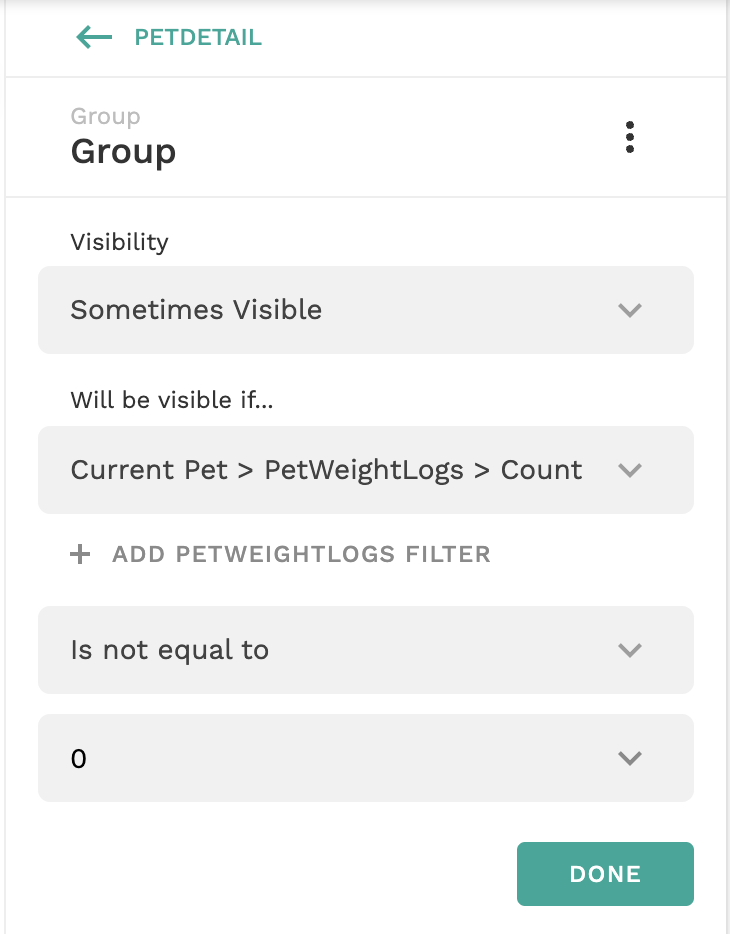 PETDETAIL
Group
Group
Visibility
Sometimes Visible
Will be visible if...
Current Pet > PetWeightLogs > Count
+ ADD PETWEIGHTLOGS FILTER
Is not equal to
0
DONE